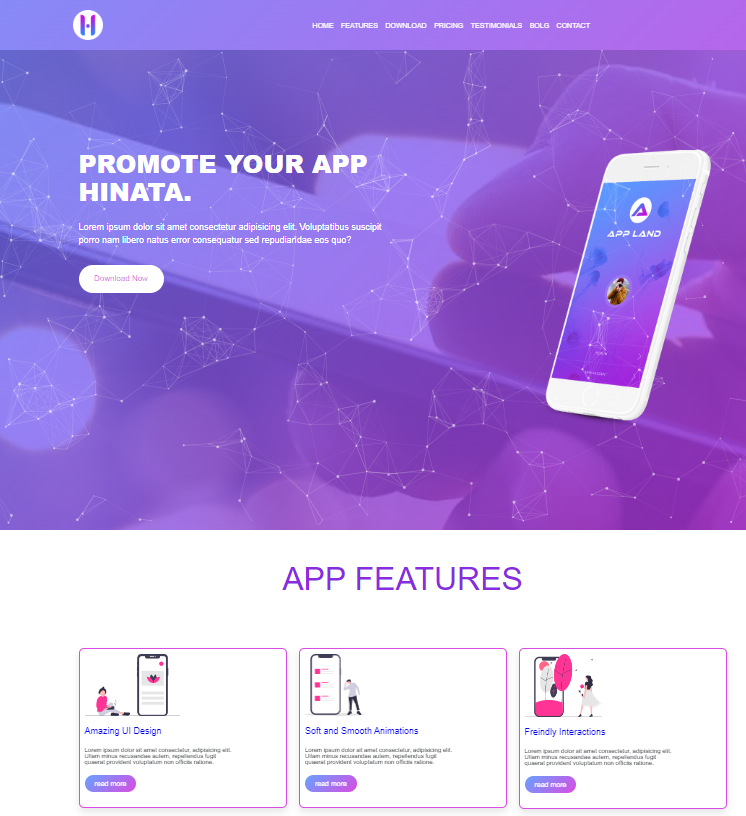 H
HOME FEATURES DOWNLOAD PRICING TESTIMONIALS BOLG CONTACT
PROMOTE YOUR APP
HINATA.
Lorem ipsum dolor sit amet consectetur adipisicing elit. Voluptatibus suscipit
porro nam libero natus error consequatur sed repudiandae eos quo?
Download Now
APP LAND
APP FEATURES
Amazing UI Design
Lorem ipsum dolor sit amet consectetur, adipisicing elit.
Ullam minus recusandae autem, repellendus fugit
quaerat provident voluptatum non officiis ratione.
read more
Soft and Smooth Animations
Lorem ipsum dolor sit amet consectetur, adipisicing elit.
Ullam minus recusandae autem, repellendus fugit
quaerat provident voluptatum non officiis ratione.
read more
Freindly Interactions
Lorem ipsum dolor sit amet consectetur, adipisicing elit.
Ullam minus recusandae autem, repellendus fugit
quaerat provident voluptatum non officiis ratione.
read more